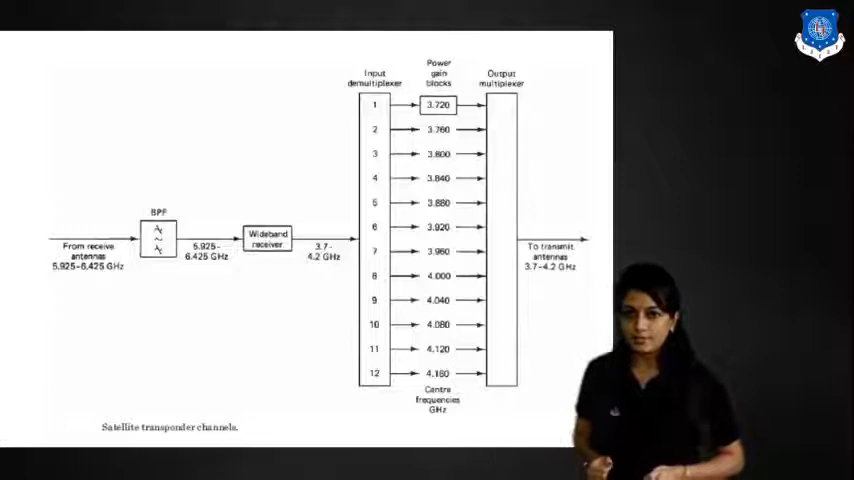 Input
demultiplexer
Power
gain
blocks
Output
multiplexer
1 3.720
2 3.760
3 3.800
4 3.840
5 3.880
6 3.920
7 3.960
8 4.000
9 4.040
10 4.080
11 4.120
12 4.160
BPF
From receive
antennas
5.925-6.425 GHz
5.925-
6.425 GHz
Wideband
receiver
3.7-
4.2 GHz
To transmit
antennas
3.7-4.2 GHz
Centre
frequencies
GHz
Satellite transponder channels.